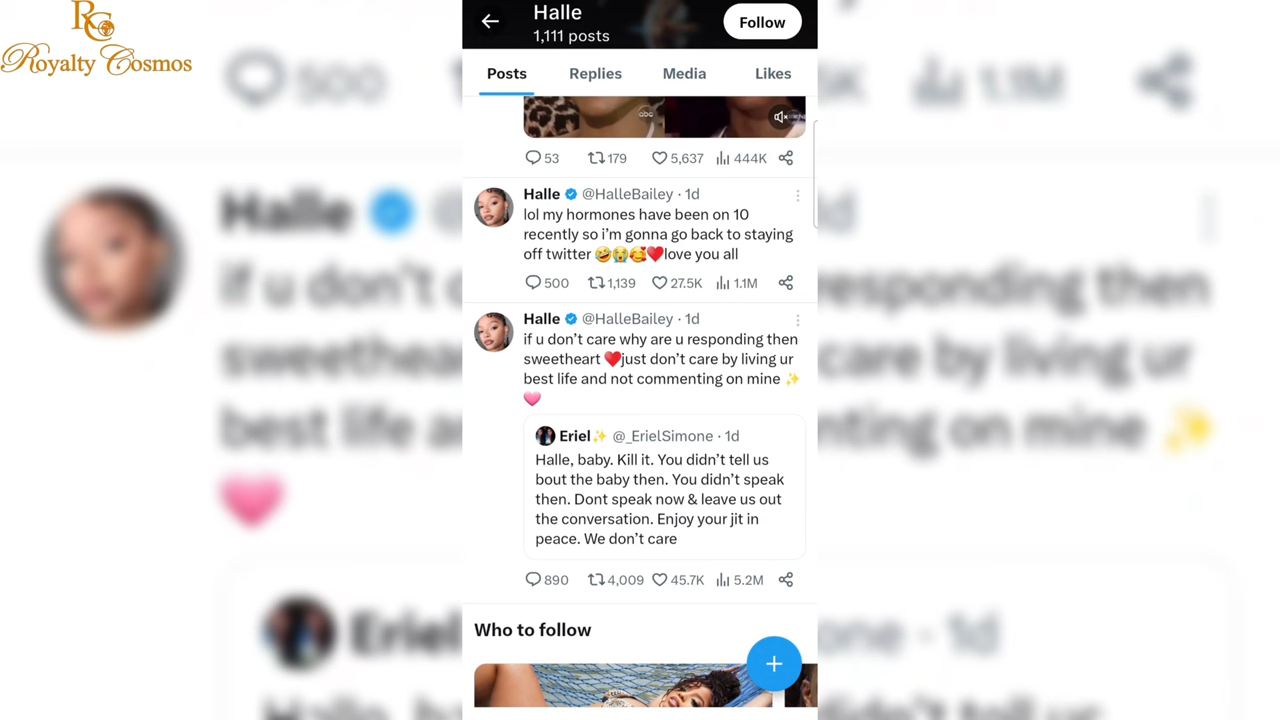 RC
Royalty Cosmos
Halle
1,111 posts
Follow
Posts Replies Media Likes
abc
53 179 5,637 444K
Halle @HalleBailey · 1d
lol my hormones have been on 10
recently so i’m gonna go back to staying
off twitter 🤣😭🥰❤️love you all
500 1,139 27.5K 1.1M
Halle @HalleBailey · 1d
if u don’t care why are u responding then
sweetheart ❤️just don’t care by living ur
best life and not commenting on mine ✨
💗
Eriel✨ @_ErielSimone · 1d
Halle, baby. Kill it. You didn’t tell us
bout the baby then. You didn’t speak
then. Dont speak now & leave us out
the conversation. Enjoy your jit in
peace. We don’t care
890 4,009 45.7K 5.2M
Who to follow